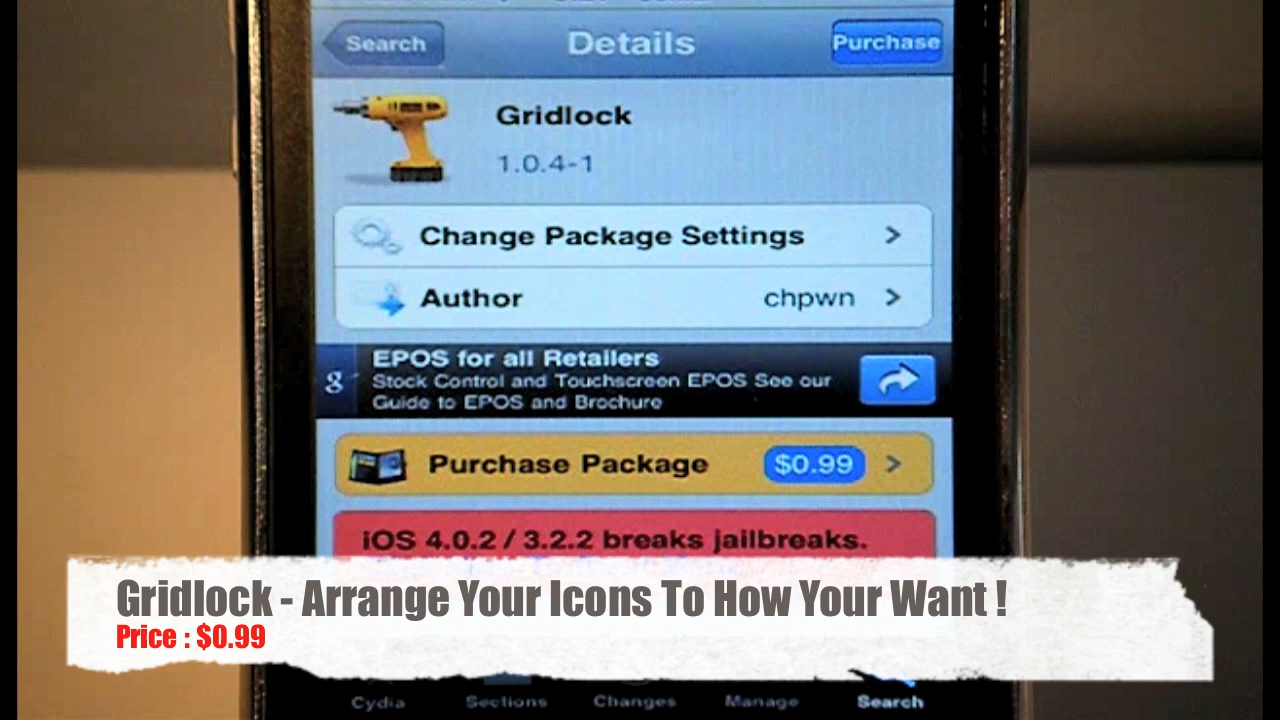 Search
Details
Purchase
Gridlock
1.0.4-1
Change Package Settings
Author
chpwn
EPOS for all Retailers
g
Stock Control and Touchscreen EPOS See our
Guide to EPOS and Brochure
Purchase Package
$0.99
iOS 4.0.2 / 3.2.2 breaks jailbreaks.
Gridlock - Arrange Your Icons To How Your Want !
Price : $0.99
Cydia
Sections
Changes
Manage
Search